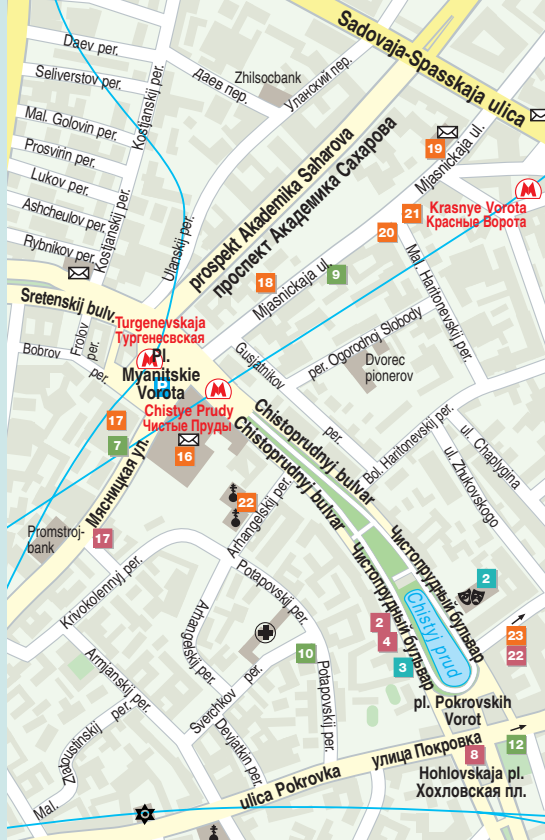 Sadovaja-Spasskaja ulica
Daev per.
даев пер.
Zhilsocbank
Уланский пер.
Seliverstov per.
Kostjanskij per.
Mal. Golovin per.
Prosvirin per.
Lukov per.
Ashcheulov per.
Rybnikov per.
Kostjanskij per.
Ulanskij per.
prospekt Akademika Saharova
проспект Академика Сахарова
19
Mjasnickaja ul.
M
Krasnye Vorota
Красные Ворота
21
20
18
9
Mjasnickaja ul.
Mal. Haritonevskij per.
Sretenskij bulv.
Frolov
per.
Bobrov
per.
Turgenevskaja
Тургенесвская
M
Pl.
Myanitskie
Vorota
P
M
Chistye Prudy
Чистые Пруды
Gusjatnikov
per.
per. Ogorodnoj Slobody
Dvorec
pionerov
17
7
16
Мясницкая ул.
Chistoprudnyj bulvar
Chistoprudnyj bulvar
Bol. Haritonevskij per.
ul. Chaplygina
ul. Zhukovskogo
22
Promstroj-
bank
17
Arhangelskij per.
Чистопрудный бульвар
Чистопрудный бульвар
Krivokolennyj per.
Potapovskij per.
Arhangelskij per.
2
Chistyj prud
2
4
3
23
22
10
Potapovskij per.
Armjanskij per.
Sverchkov
per.
Devjatkin per.
Zlatoustinskij
per.
Mal.
pl. Pokrovskih
Vorot
12
8
улица Покровка
ulica Pokrovka
Hohlovskaja pl.
Хохловская пл.